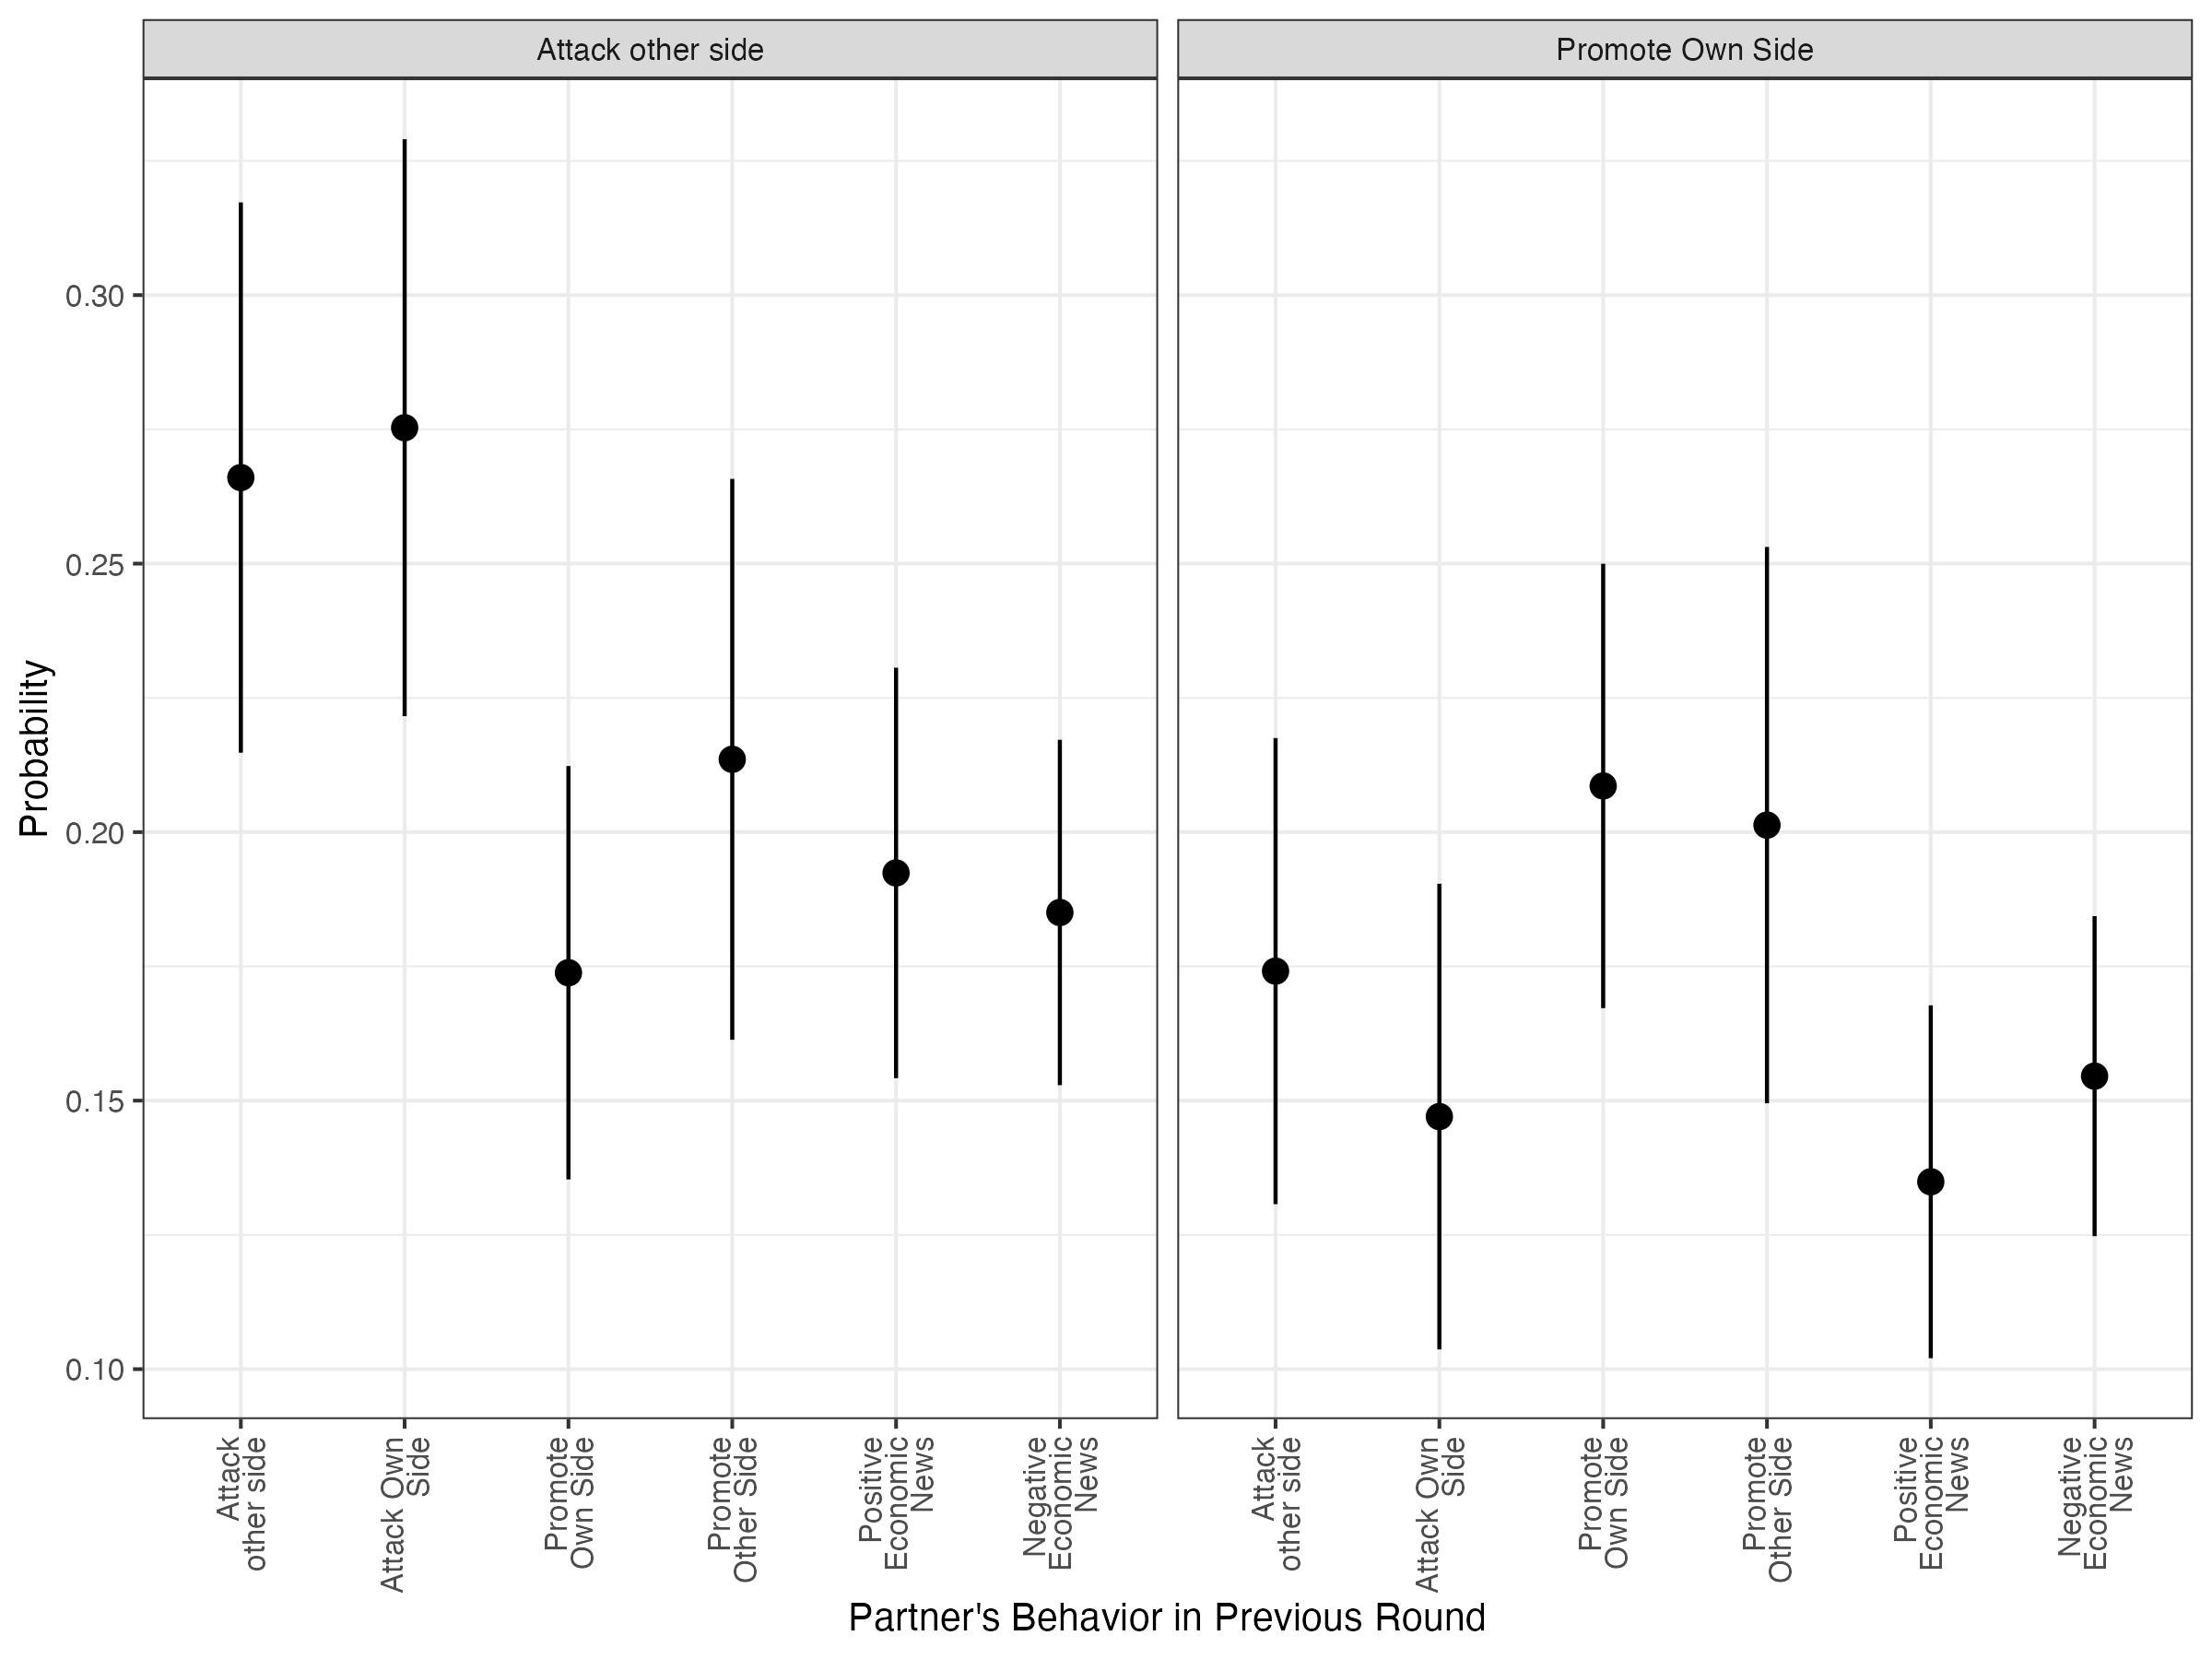 Attack other side
Promote Own Side
Probability
0.30
0.25
0.20
0.15
0.10
Attack
other side
Attack Own
Side
Promote
Own Side
Promote
Other Side
Positive
Economic
News
Negative
Economic
News
Attack
other side
Attack Own
Side
Promote
Own Side
Promote
Other Side
Positive
Economic
News
Negative
Economic
News
Partner's Behavior in Previous Round